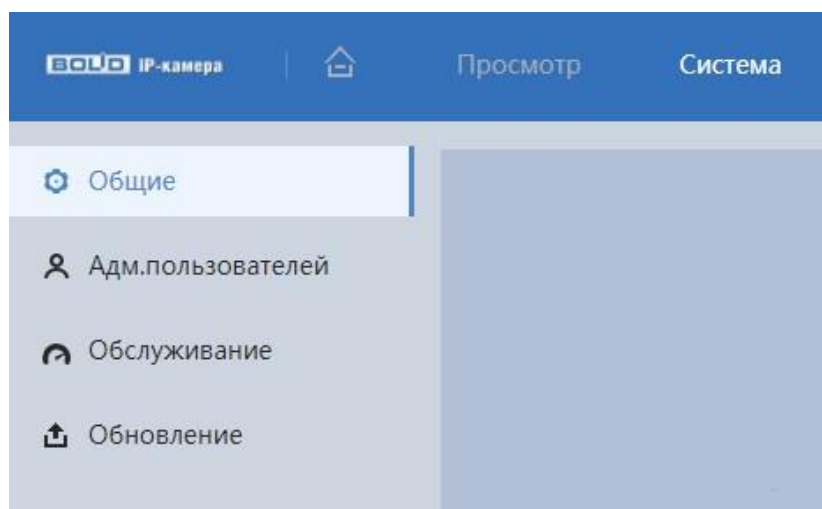 BOLID IP-камера
Просмотр
Система
Общие
Адм.пользователей
Обслуживание
Обновление